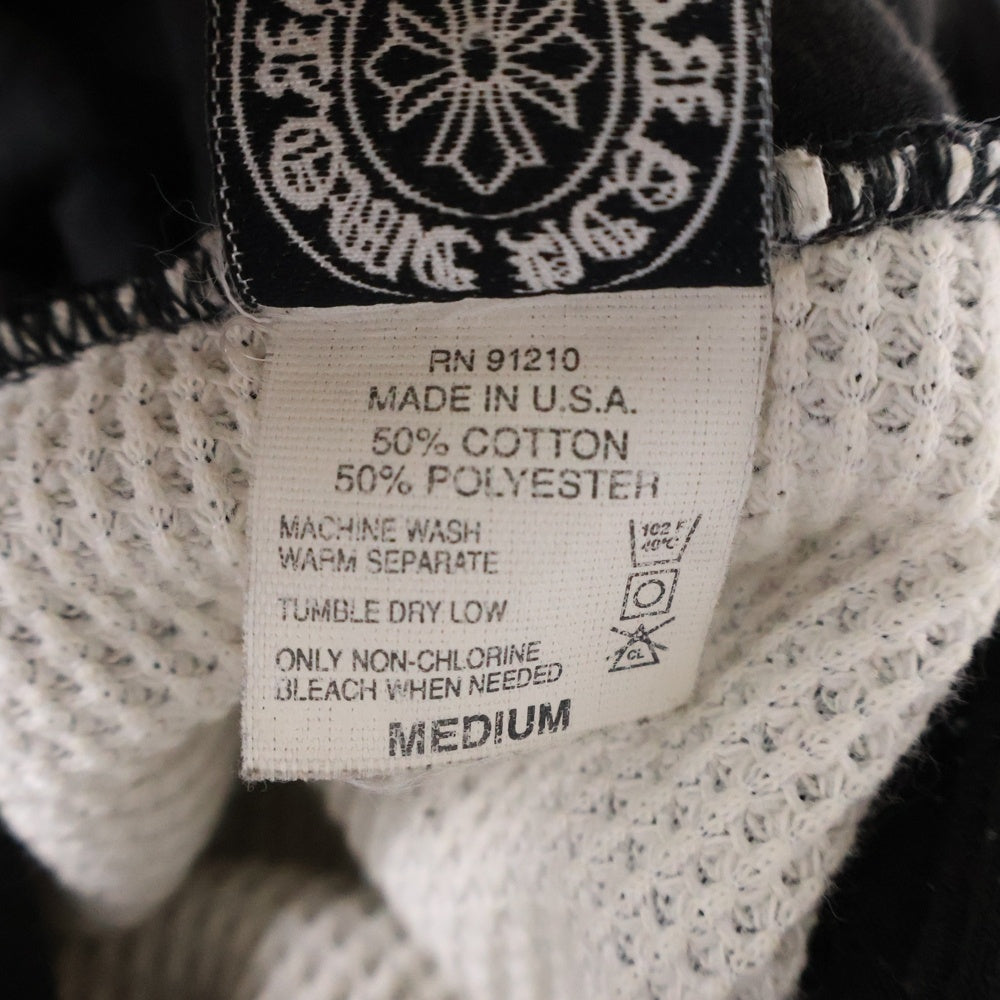 RN 91210
MADE IN U.S.A.
50% COTTON
50% POLYESTER
MACHINE WASH
WARM SEPARATE
102 F
40°C
TUMBLE DRY LOW
CL
ONLY NON-CHLORINE
BLEACH WHEN NEEDED
MEDIUM